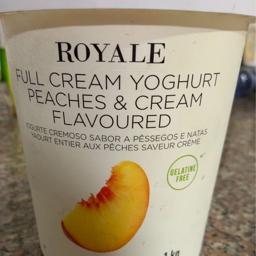 ROYALE
FULL CREAM YOGHURT
PEACHES & CREAM
FLAVOURED
IOGURTE CREMOSO SABOR A PÊSSEGOS E NATAS
YAOURT ENTIER AUX PÊCHES SAVEUR CRÈME
GELATINE
FREE
1 kg